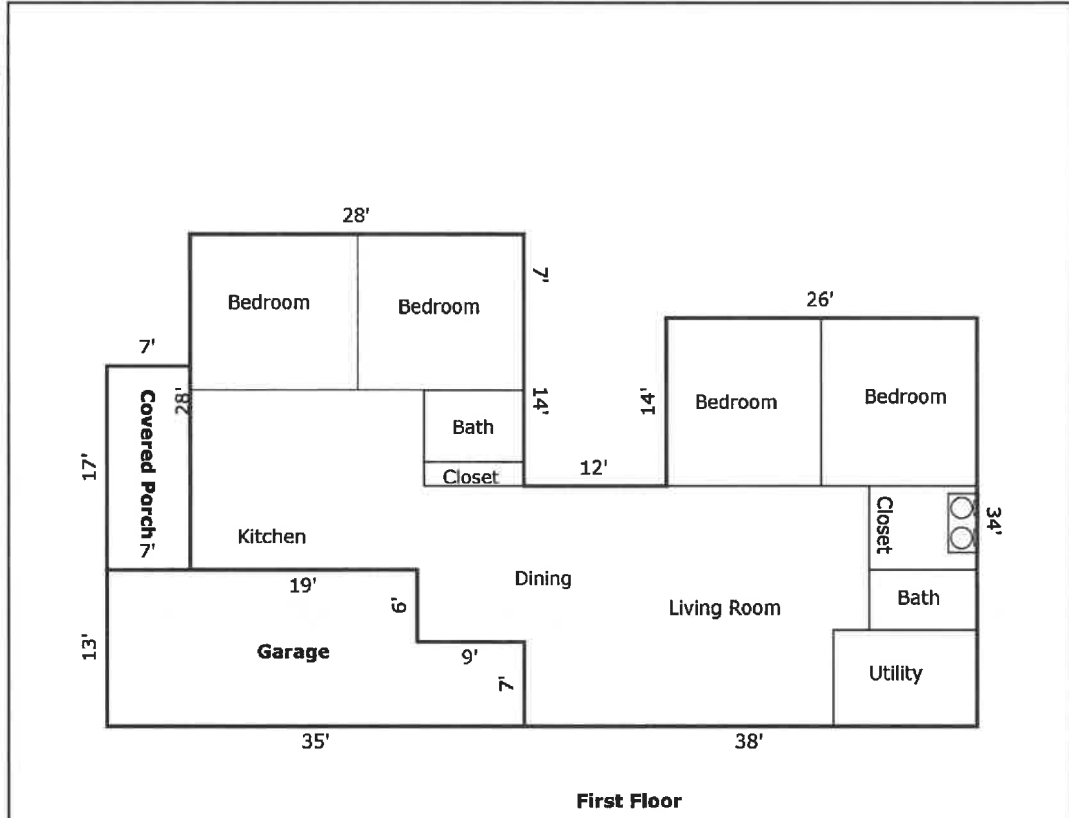 28'
7'
Bedroom
Bedroom
26'
7'
28'
Covered Porch
14'
14'
Bedroom
Bedroom
Bath
Closet
12'
17'
Kitchen
7'
Closet
34'
19'
6'
Dining
Living Room
Bath
13'
Garage
9'
7'
Utility
35'
38'
First Floor